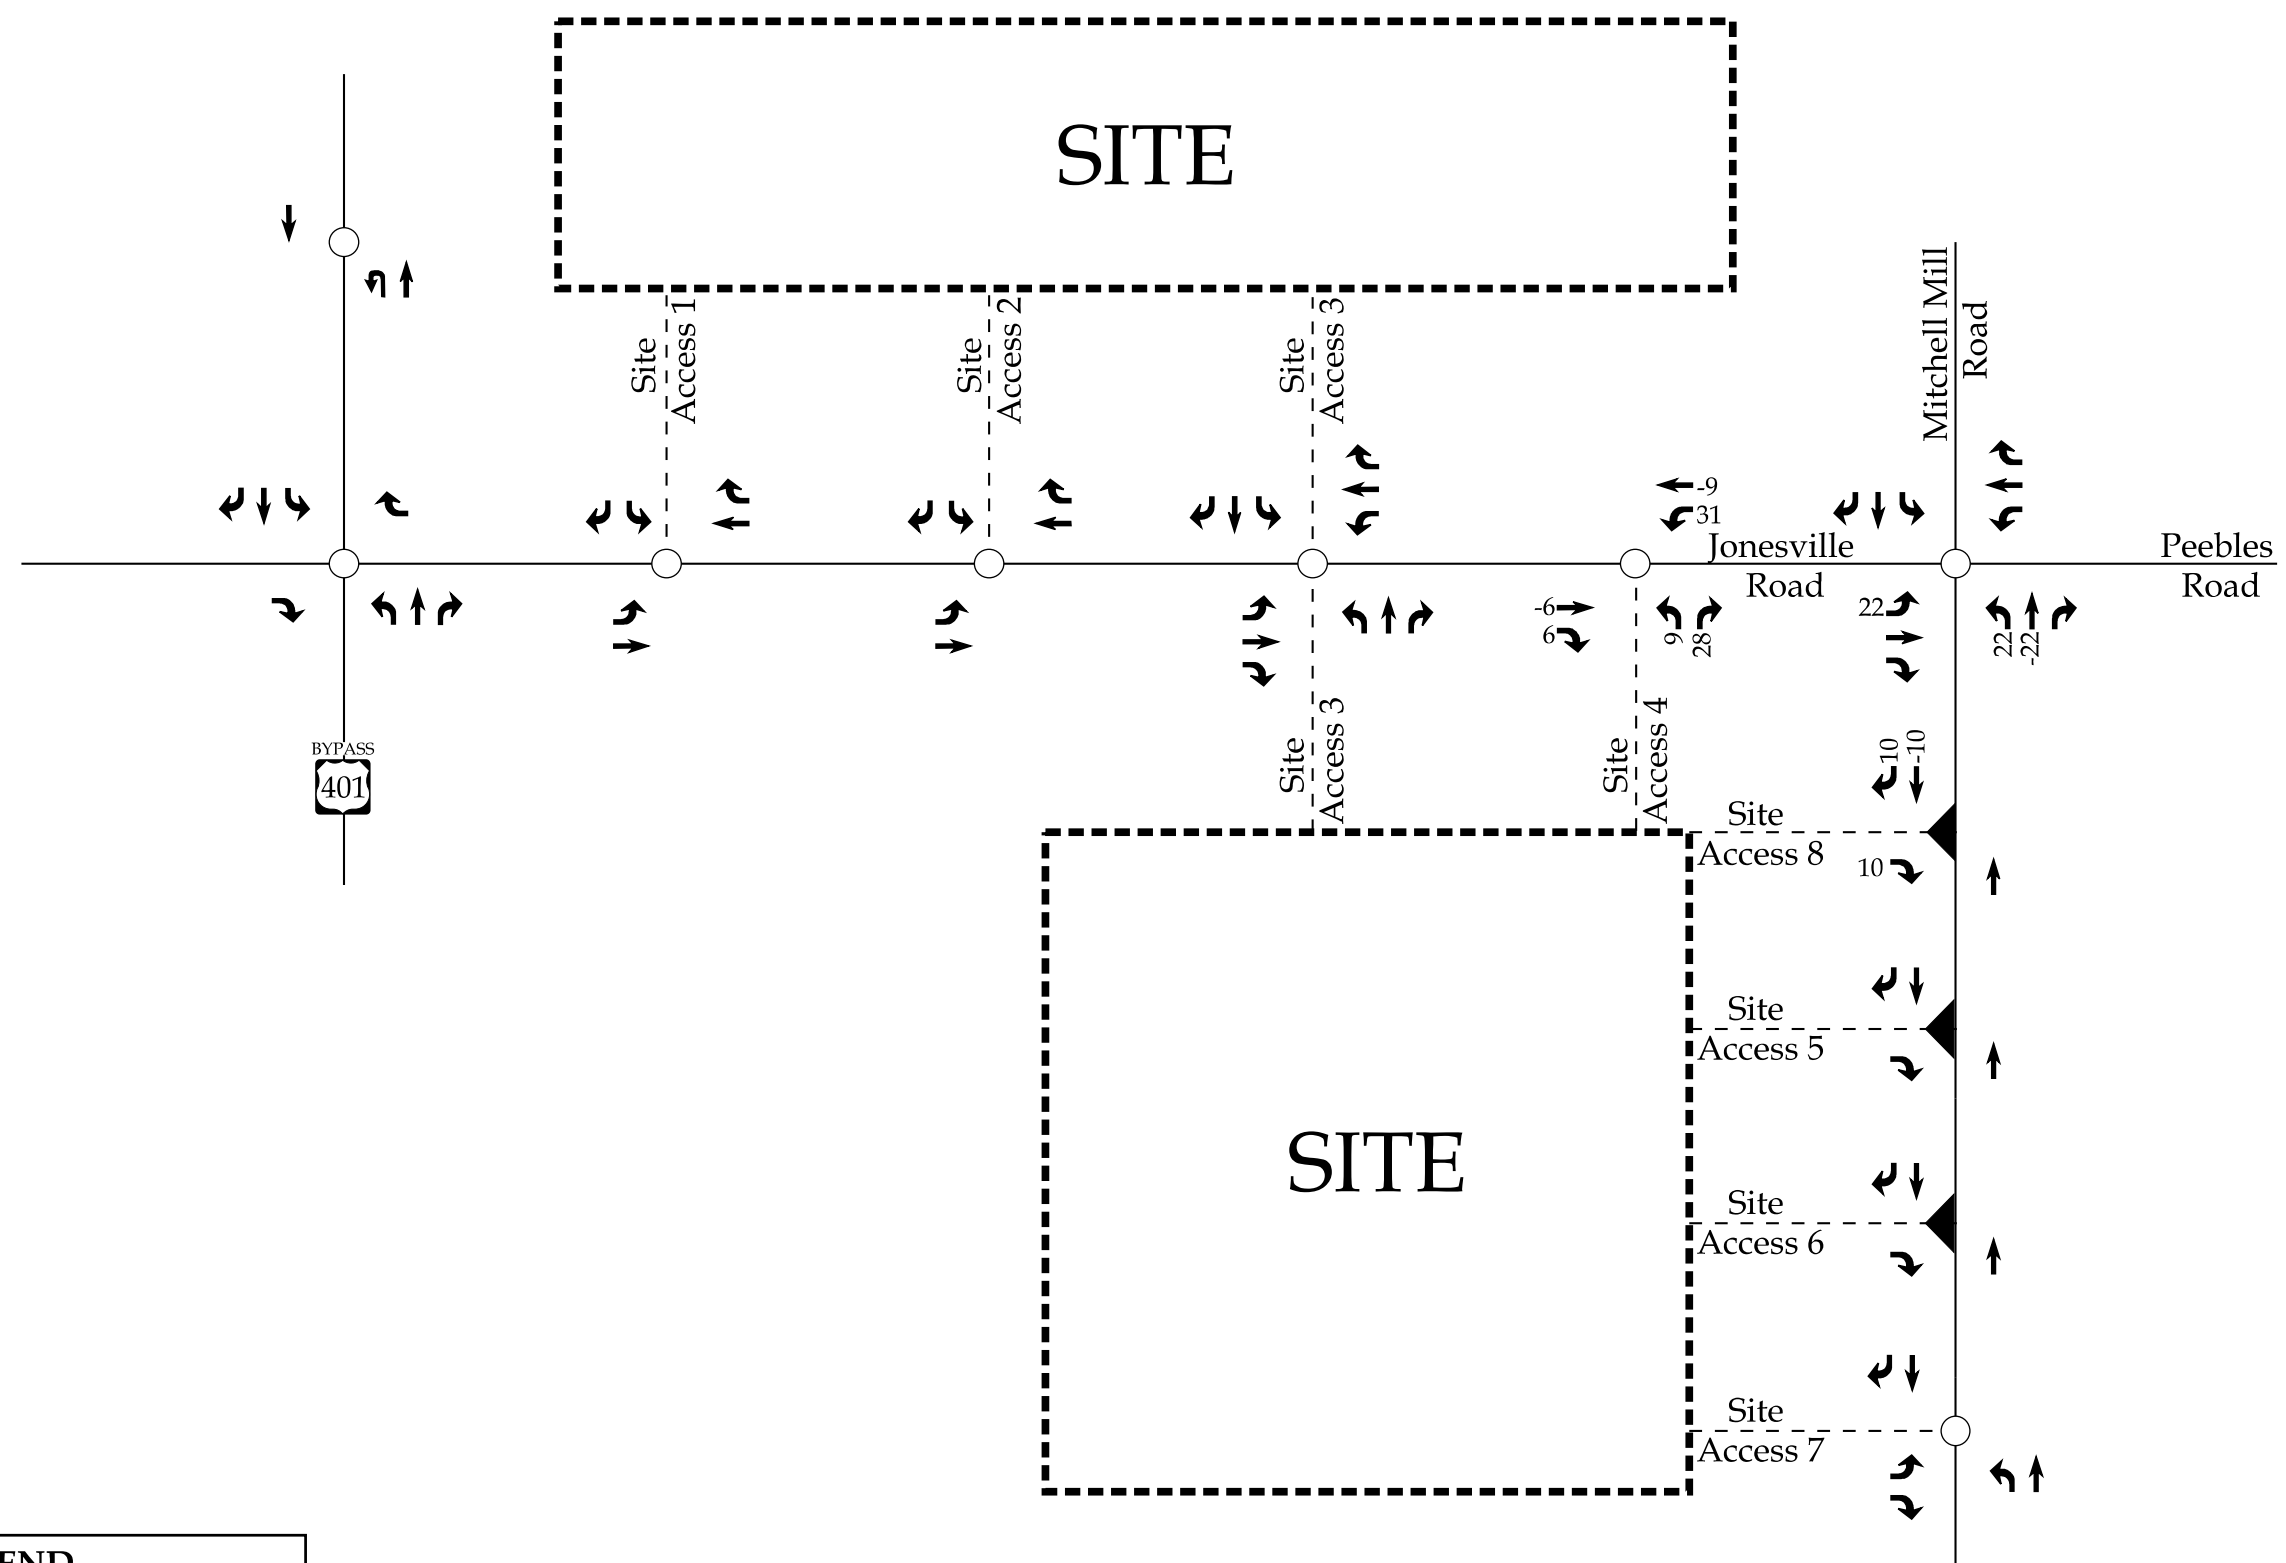 SITE
Site
Access 1
Site
Access 2
Site
Access 3
Mitchell Mill
Road
-9
31
Jonesville
Road
Peebles
Road
-6
6
9
28
22
22
-22
Site
Access 3
Site
Access 4
BYPASS
401
10
-10
Site
Access 8
10
Site
Access 5
SITE
Site
Access 6
Site
Access 7
END